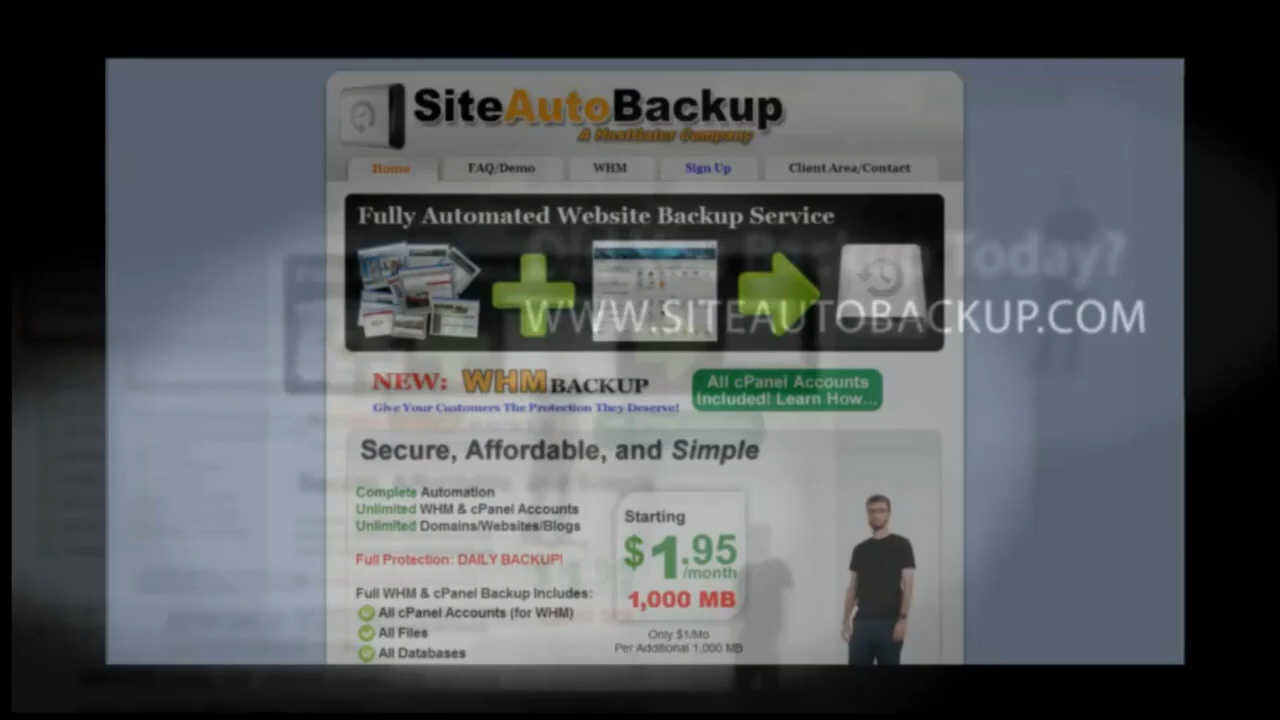 SiteAutoBackup
A HostGator Company
Home FAQ/Demo WHM Sign Up Client Area/Contact
Fully Automated Website Backup Service
Backup Today?
WWW.SITEAUTOBACKUP.COM
NEW: WHM BACKUP
Give Your Customers The Protection They Deserve!
All cPanel Accounts
Included! Learn How...
Secure, Affordable, and Simple
Complete Automation
Unlimited WHM & cPanel Accounts
Unlimited Domains/Websites/Blogs
Full Protection: DAILY BACKUP!
Full WHM & cPanel Backup Includes:
All cPanel Accounts (for WHM)
All Files
All Databases
Starting
$1.95
/month
1,000 MB
Only $1/Mo
Per Additional 1,000 MB